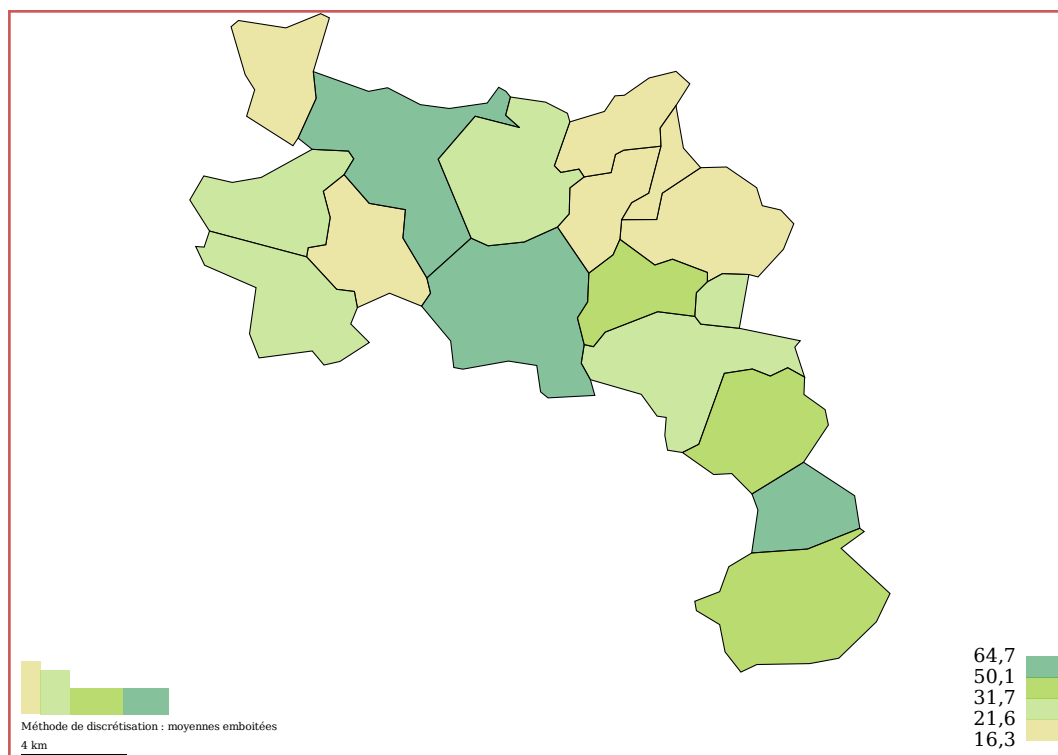 Méthode de discrétisation : moyennes emboitées
4 km
64,7
50,1
31,7
21,6
16,3